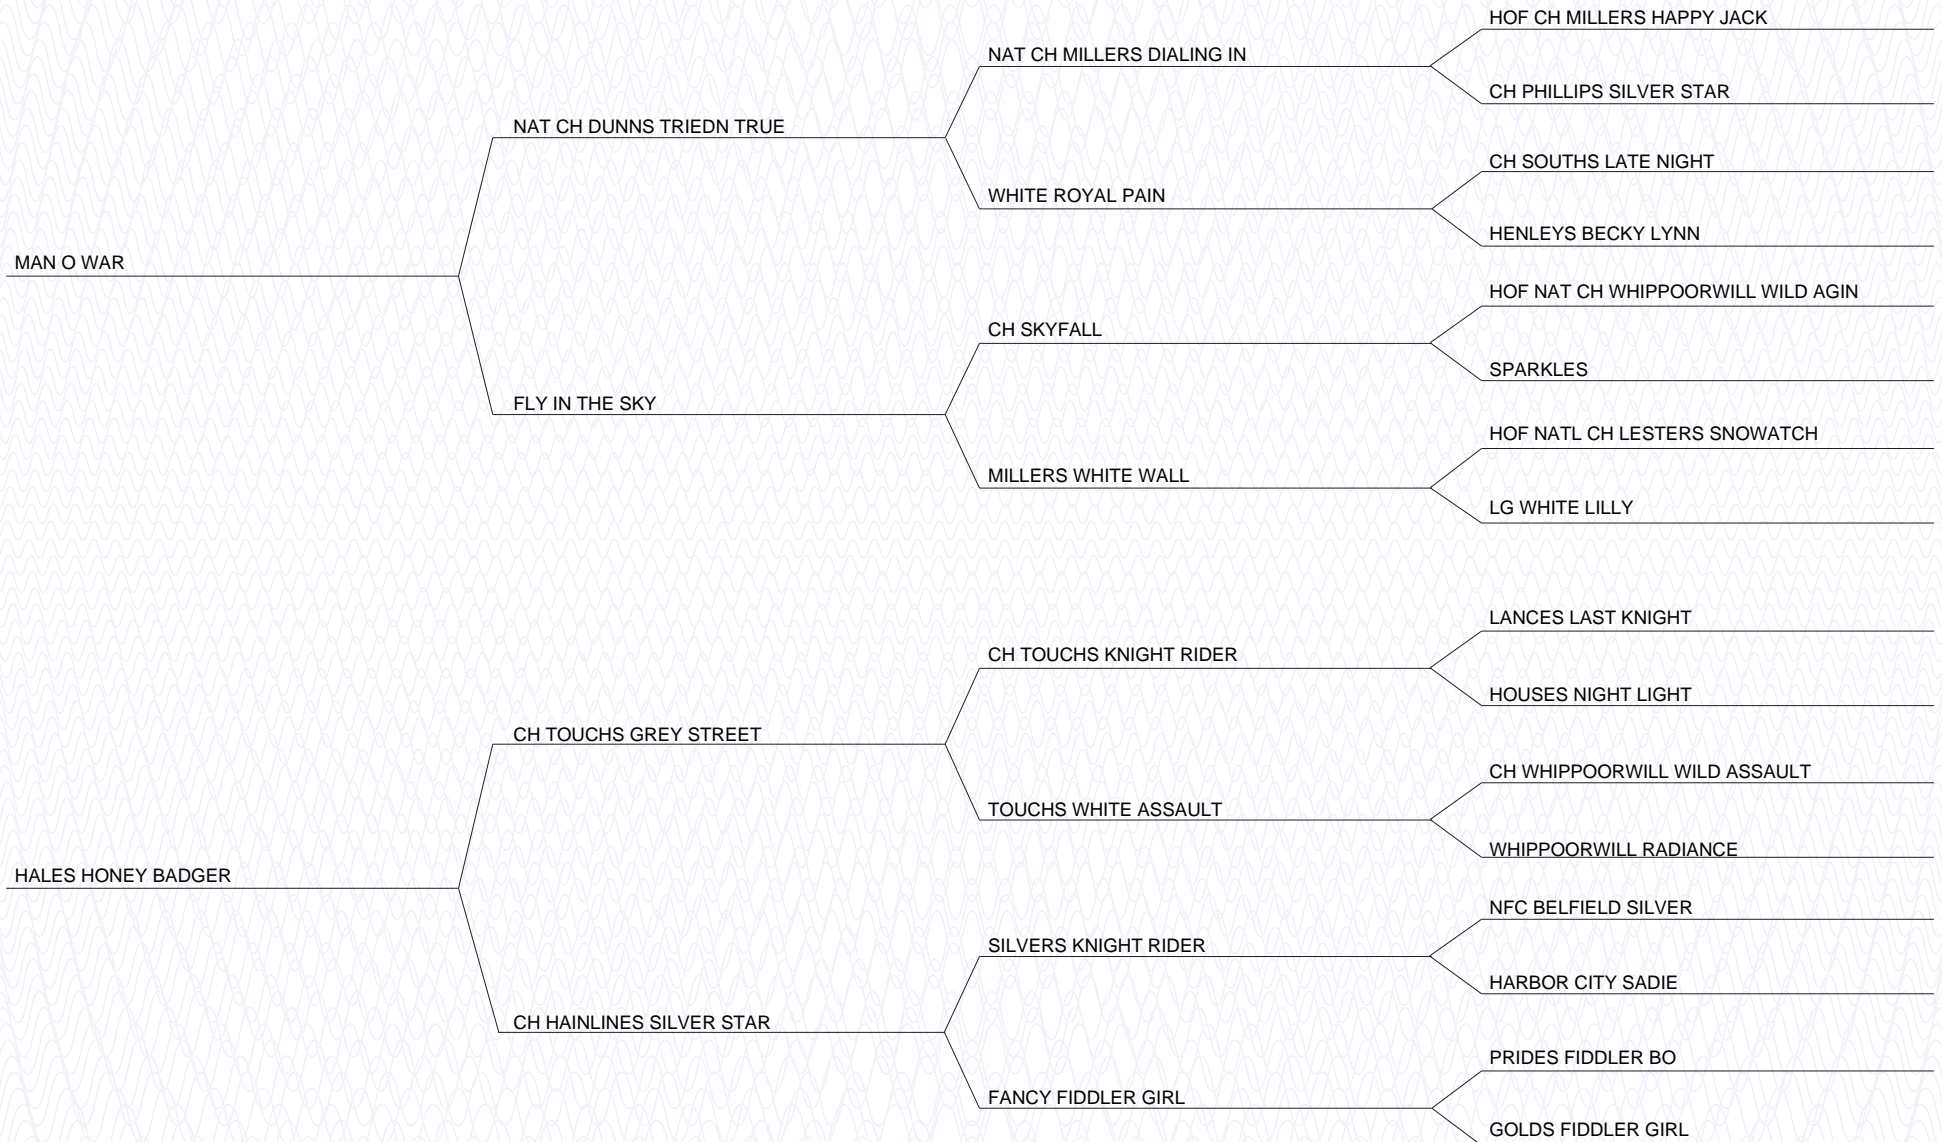 HOF CH MILLERS HAPPY JACK
NAT CH MILLERS DIALING IN
CH PHILLIPS SILVER STAR
NAT CH DUNNS TRIEDN TRUE
CH SOUTHS LATE NIGHT
WHITE ROYAL PAIN
HENLEYS BECKY LYNN
MAN O WAR
HOF NAT CH WHIPPOORWILL WILD AGIN
CH SKYFALL
SPARKLES
FLY IN THE SKY
HOF NATL CH LESTERS SNOWATCH
MILLERS WHITE WALL
LG WHITE LILLY
LANCES LAST KNIGHT
CH TOUCHS KNIGHT RIDER
HOUSES NIGHT LIGHT
CH TOUCHS GREY STREET
CH WHIPPOORWILL WILD ASSAULT
TOUCHS WHITE ASSAULT
WHIPPOORWILL RADIANCE
HALES HONEY BADGER
NFC BELFIELD SILVER
SILVERS KNIGHT RIDER
HARBOR CITY SADIE
CH HAINLINES SILVER STAR
PRIDES FIDDLER BO
FANCY FIDDLER GIRL
GOLDS FIDDLER GIRL